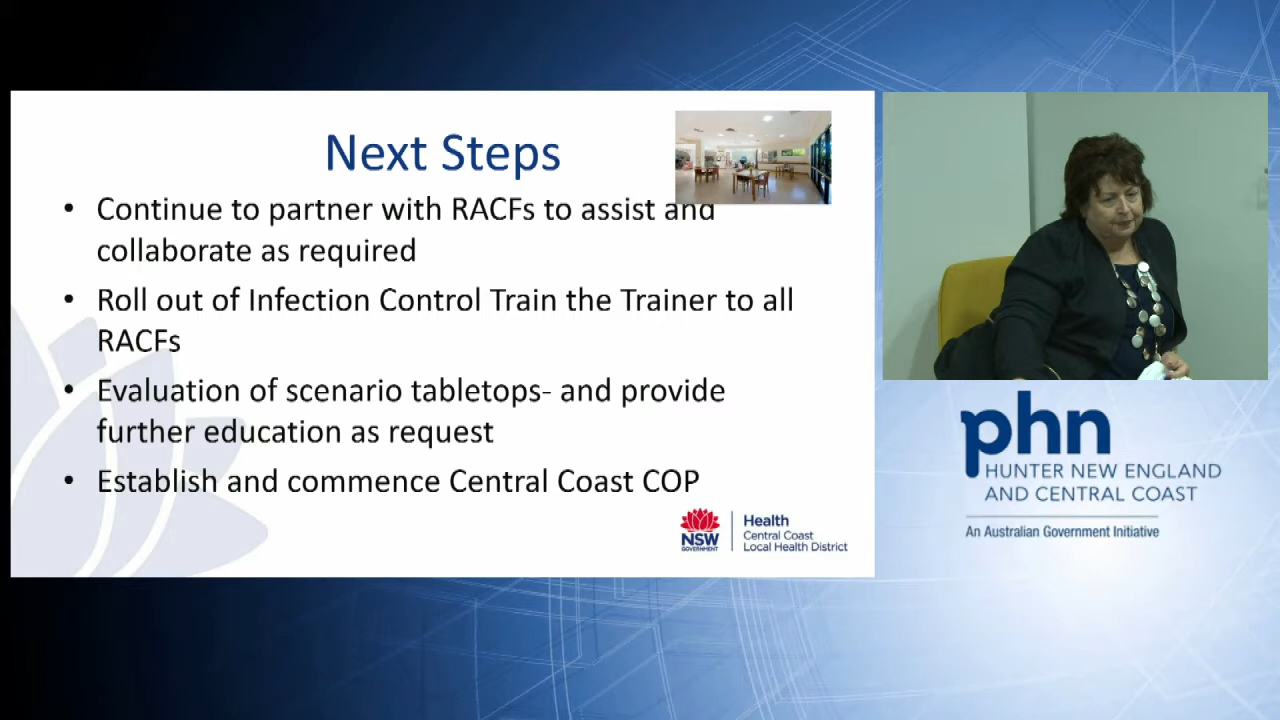 Next Steps
• Continue to partner with RACFs to assist and
collaborate as required
• Roll out of Infection Control Train the Trainer to all
RACFs
• Evaluation of scenario tabletops- and provide
further education as request
• Establish and commence Central Coast COP
NSW
GOVERNMENT
Health
Central Coast
Local Health District
phn
HUNTER NEW ENGLAND
AND CENTRAL COAST
An Australian Government Initiative